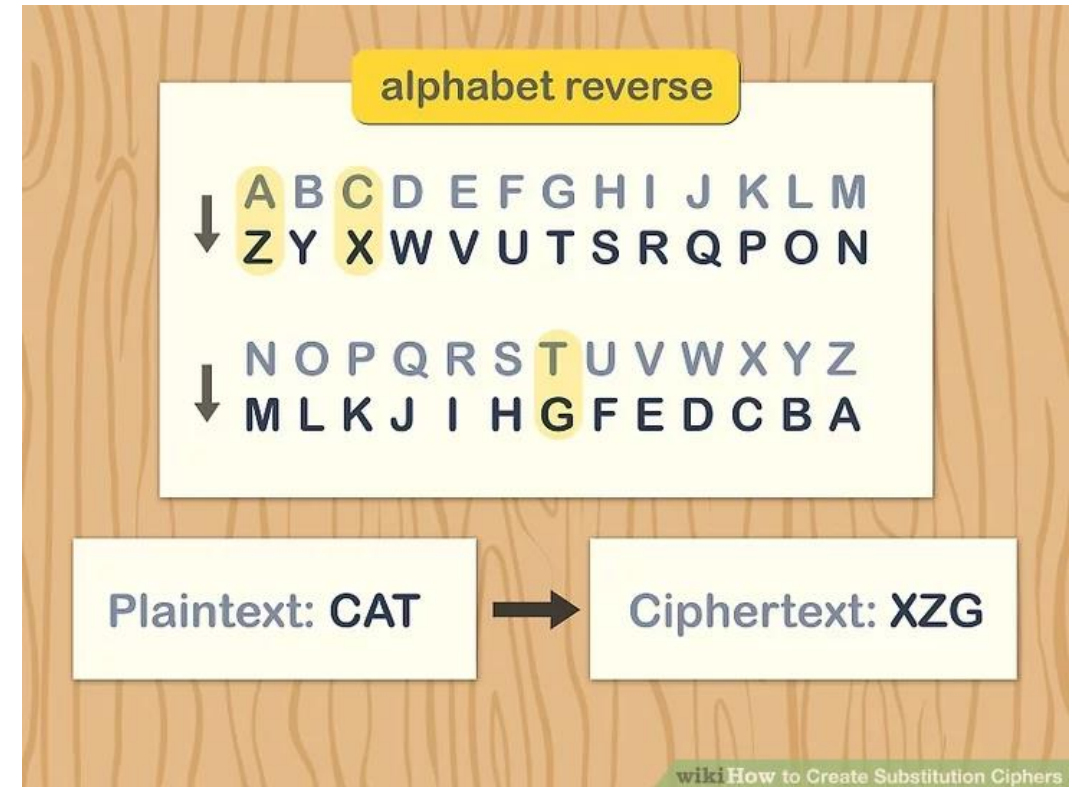 alphabet reverse
A B C D E F G H I J K L M
Z Y X W V U T S R Q P O N
N O P Q R S T U V W X Y Z
M L K J I H G F E D C B A
Plaintext: CAT
Ciphertext: XZG
wikiHow to Create Substitution Ciphers